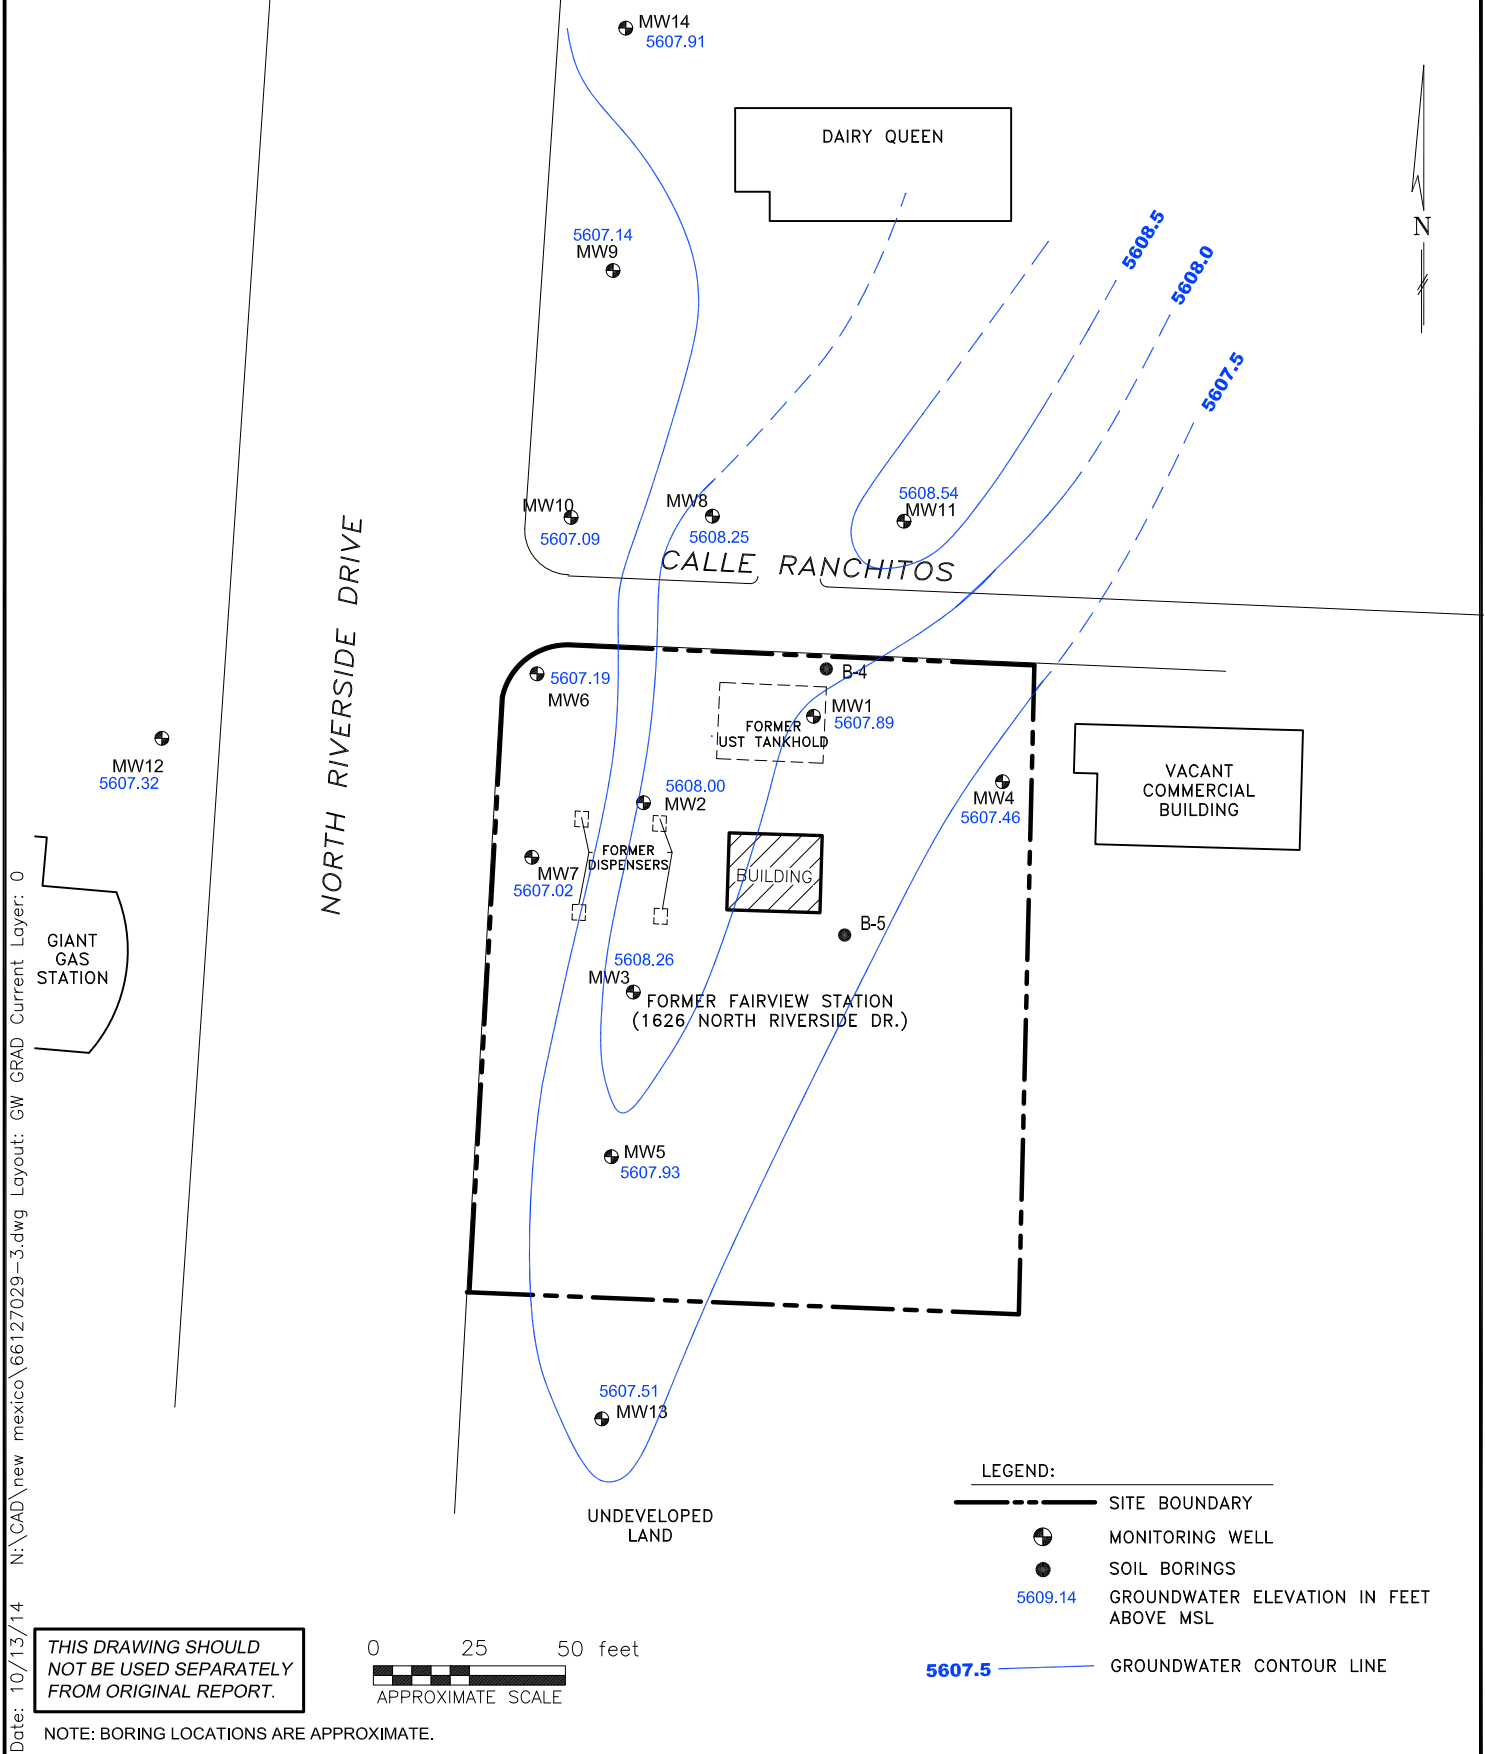 MW14
5607.91
DAIRY QUEEN
5607.14
MW9
5608.5
5608.0
5607.5
N
MW10
5607.09
MW8
5608.25
5608.54
MW11
CALLE RANCHITOS
NORTH RIVERSIDE DRIVE
5607.19
MW6
B-4
MW1
5607.89
FORMER
UST TANKHOLD
MW12
5607.32
5608.00
MW2
MW4
5607.46
VACANT
COMMERCIAL
BUILDING
FORMER
DISPENSERS
MW7
5607.02
BUILDING
B-5
GIANT
GAS
STATION
5608.26
MW3
FORMER FAIRVIEW STATION
(1626 NORTH RIVERSIDE DR.)
MW5
5607.93
5607.51
MW13
UNDEVELOPED
LAND
LEGEND:
SITE BOUNDARY
MONITORING WELL
SOIL BORINGS
5609.14 GROUNDWATER ELEVATION IN FEET
ABOVE MSL
5607.5 GROUNDWATER CONTOUR LINE
THIS DRAWING SHOULD
NOT BE USED SEPARATELY
FROM ORIGINAL REPORT.
0 25 50 feet
APPROXIMATE SCALE
NOTE: BORING LOCATIONS ARE APPROXIMATE.
Date: 10/13/14 N:\CAD\new mexico\66127029-3.dwg Layout: GW GRAD Current Layer: 0